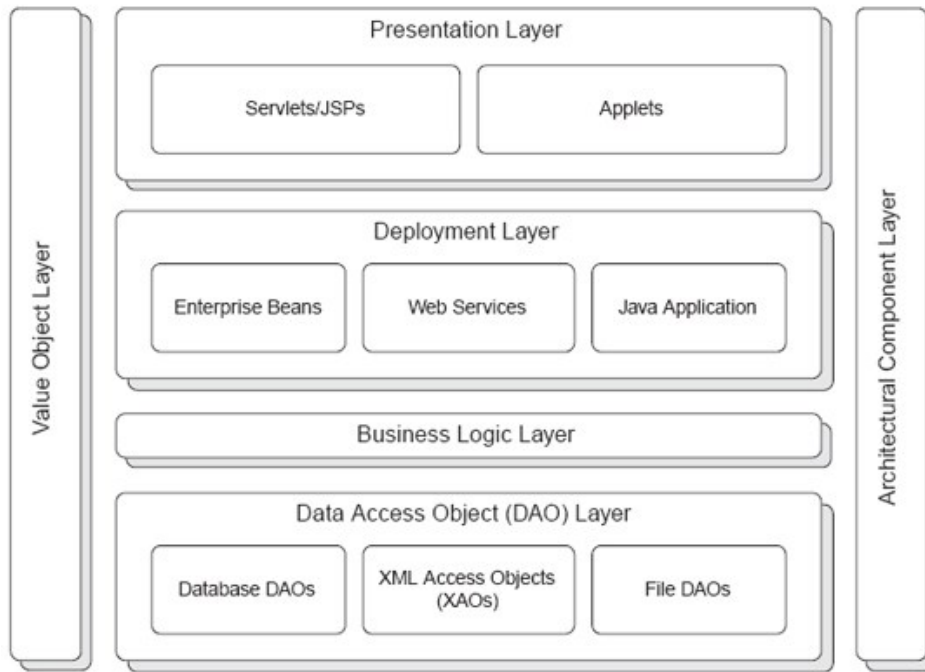 Value Object Layer
Presentation Layer
Servlets/JSPs
Applets
Deployment Layer
Enterprise Beans
Web Services
Java Application
Business Logic Layer
Data Access Object (DAO) Layer
Database DAOs
XML Access Objects
(XAOs)
File DAOs
Architectural Component Layer